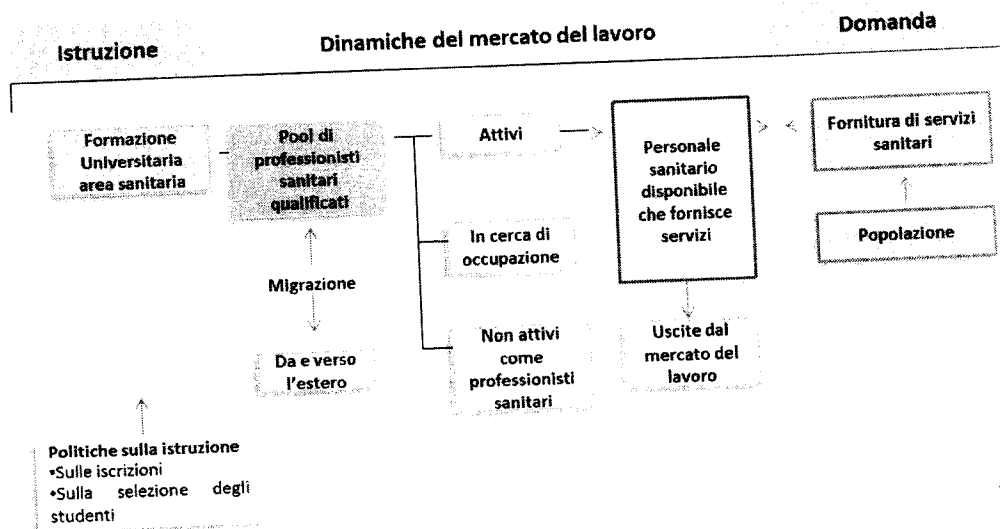 Istruzione
Dinamiche del mercato del lavoro
Domanda
Formazione
Universitaria
area sanitaria
Pool di
professionisti
sanitari
qualificati
Attivi
Personale
sanitario
disponibile
che fornisce
servizi
Fornitura di servizi
sanitari
Popolazione
In cerca di
occupazione
Migrazione
Da e verso
l'estero
Non attivi
come
professionisti
sanitari
Uscite dal
mercato del
lavoro
Politiche sulla istruzione
•Sulle iscrizioni
•Sulla selezione degli
studenti